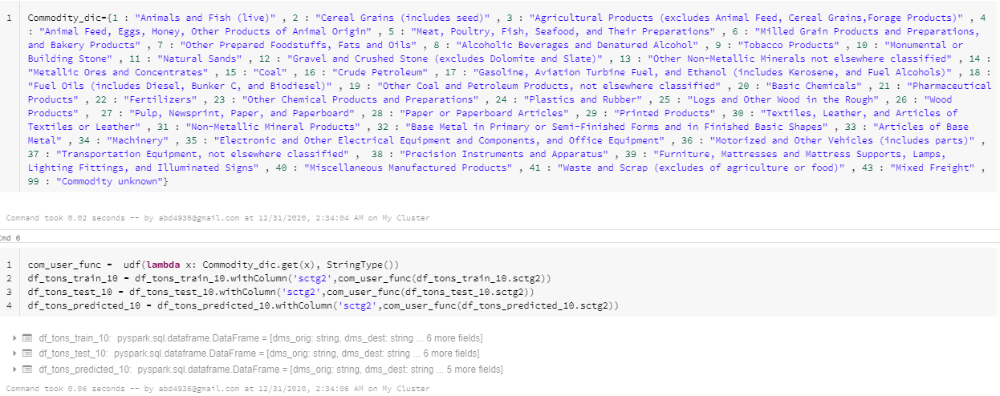 1 Commodity_dic={1 : "Animals and Fish (live)" , 2 : "Cereal Grains (includes seed)" , 3 : "Agricultural Products (excludes Animal Feed, Cereal Grains,Forage Products)" , 4
: "Animal Feed, Eggs, Honey, Other Products of Animal Origin" , 5 : "Meat, Poultry, Fish, Seafood, and Their Preparations" , 6 : "Milled Grain Products and Preparations,
and Bakery Products" , 7 : "Other Prepared Foodstuffs, Fats and Oils" , 8 : "Alcoholic Beverages and Denatured Alcohol" , 9 : "Tobacco Products" , 10 : "Monumental or
Building Stone" , 11 : "Natural Sands" , 12 : "Gravel and Crushed Stone (excludes Dolomite and Slate)" , 13 : "Other Non-Metallic Minerals not elsewhere classified" , 14 :
"Metallic Ores and Concentrates" , 15 : "Coal" , 16 : "Crude Petroleum" , 17 : "Gasoline, Aviation Turbine Fuel, and Ethanol (includes Kerosene, and Fuel Alcohols)" , 18 :
"Fuel Oils (includes Diesel, Bunker C, and Biodiesel)" , 19 : "Other Coal and Petroleum Products, not elsewhere classified" , 20 : "Basic Chemicals" , 21 : "Pharmaceutical
Products" , 22 : "Fertilizers" , 23 : "Other Chemical Products and Preparations" , 24 : "Plastics and Rubber" , 25 : "Logs and Other Wood in the Rough" , 26 : "Wood
Products" ,  27 : "Pulp, Newsprint, Paper, and Paperboard" , 28 : "Paper or Paperboard Articles" , 29 : "Printed Products" , 30 : "Textiles, Leather, and Articles of
Textiles or Leather" , 31 : "Non-Metallic Mineral Products" , 32 : "Base Metal in Primary or Semi-Finished Forms and in Finished Basic Shapes" , 33 : "Articles of Base
Metal" , 34 : "Machinery" , 35 : "Electronic and Other Electrical Equipment and Components, and Office Equipment" , 36 : "Motorized and Other Vehicles (includes parts)" ,
37 : "Transportation Equipment, not elsewhere classified" ,  38 : "Precision Instruments and Apparatus" , 39 : "Furniture, Mattresses and Mattress Supports, Lamps,
Lighting Fittings, and Illuminated Signs" , 40 : "Miscellaneous Manufactured Products" , 41 : "Waste and Scrap (excludes of agriculture or food)" , 43 : "Mixed Freight" ,
99 : "Commodity unknown"}
Command took 0.02 seconds -- by abd4936@gmail.com at 12/31/2020, 2:34:04 AM on My Cluster
Cmd 6
1 com_user_func =  udf(lambda x: Commodity_dic.get(x), StringType())
2 df_tons_train_10 = df_tons_train_10.withColumn('sctg2',com_user_func(df_tons_train_10.sctg2))
3 df_tons_test_10 = df_tons_test_10.withColumn('sctg2',com_user_func(df_tons_test_10.sctg2))
4 df_tons_predicted_10 = df_tons_predicted_10.withColumn('sctg2',com_user_func(df_tons_predicted_10.sctg2))
df_tons_train_10: pyspark.sql.dataframe.DataFrame = [dms_orig: string, dms_dest: string ... 6 more fields]
df_tons_test_10: pyspark.sql.dataframe.DataFrame = [dms_orig: string, dms_dest: string ... 6 more fields]
df_tons_predicted_10: pyspark.sql.dataframe.DataFrame = [dms_orig: string, dms_dest: string ... 5 more fields]
Command took 0.06 seconds -- by abd4936@gmail.com at 12/31/2020, 2:34:06 AM on My Cluster